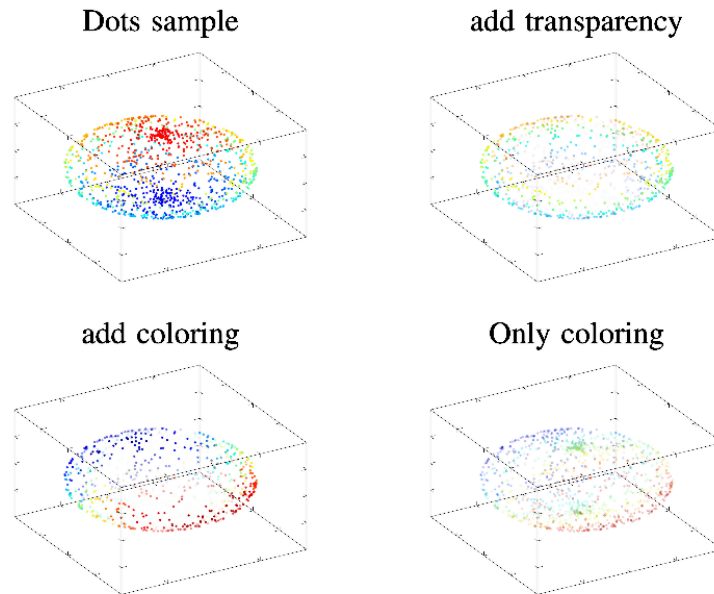 Dots sample
add transparency
add coloring
Only coloring